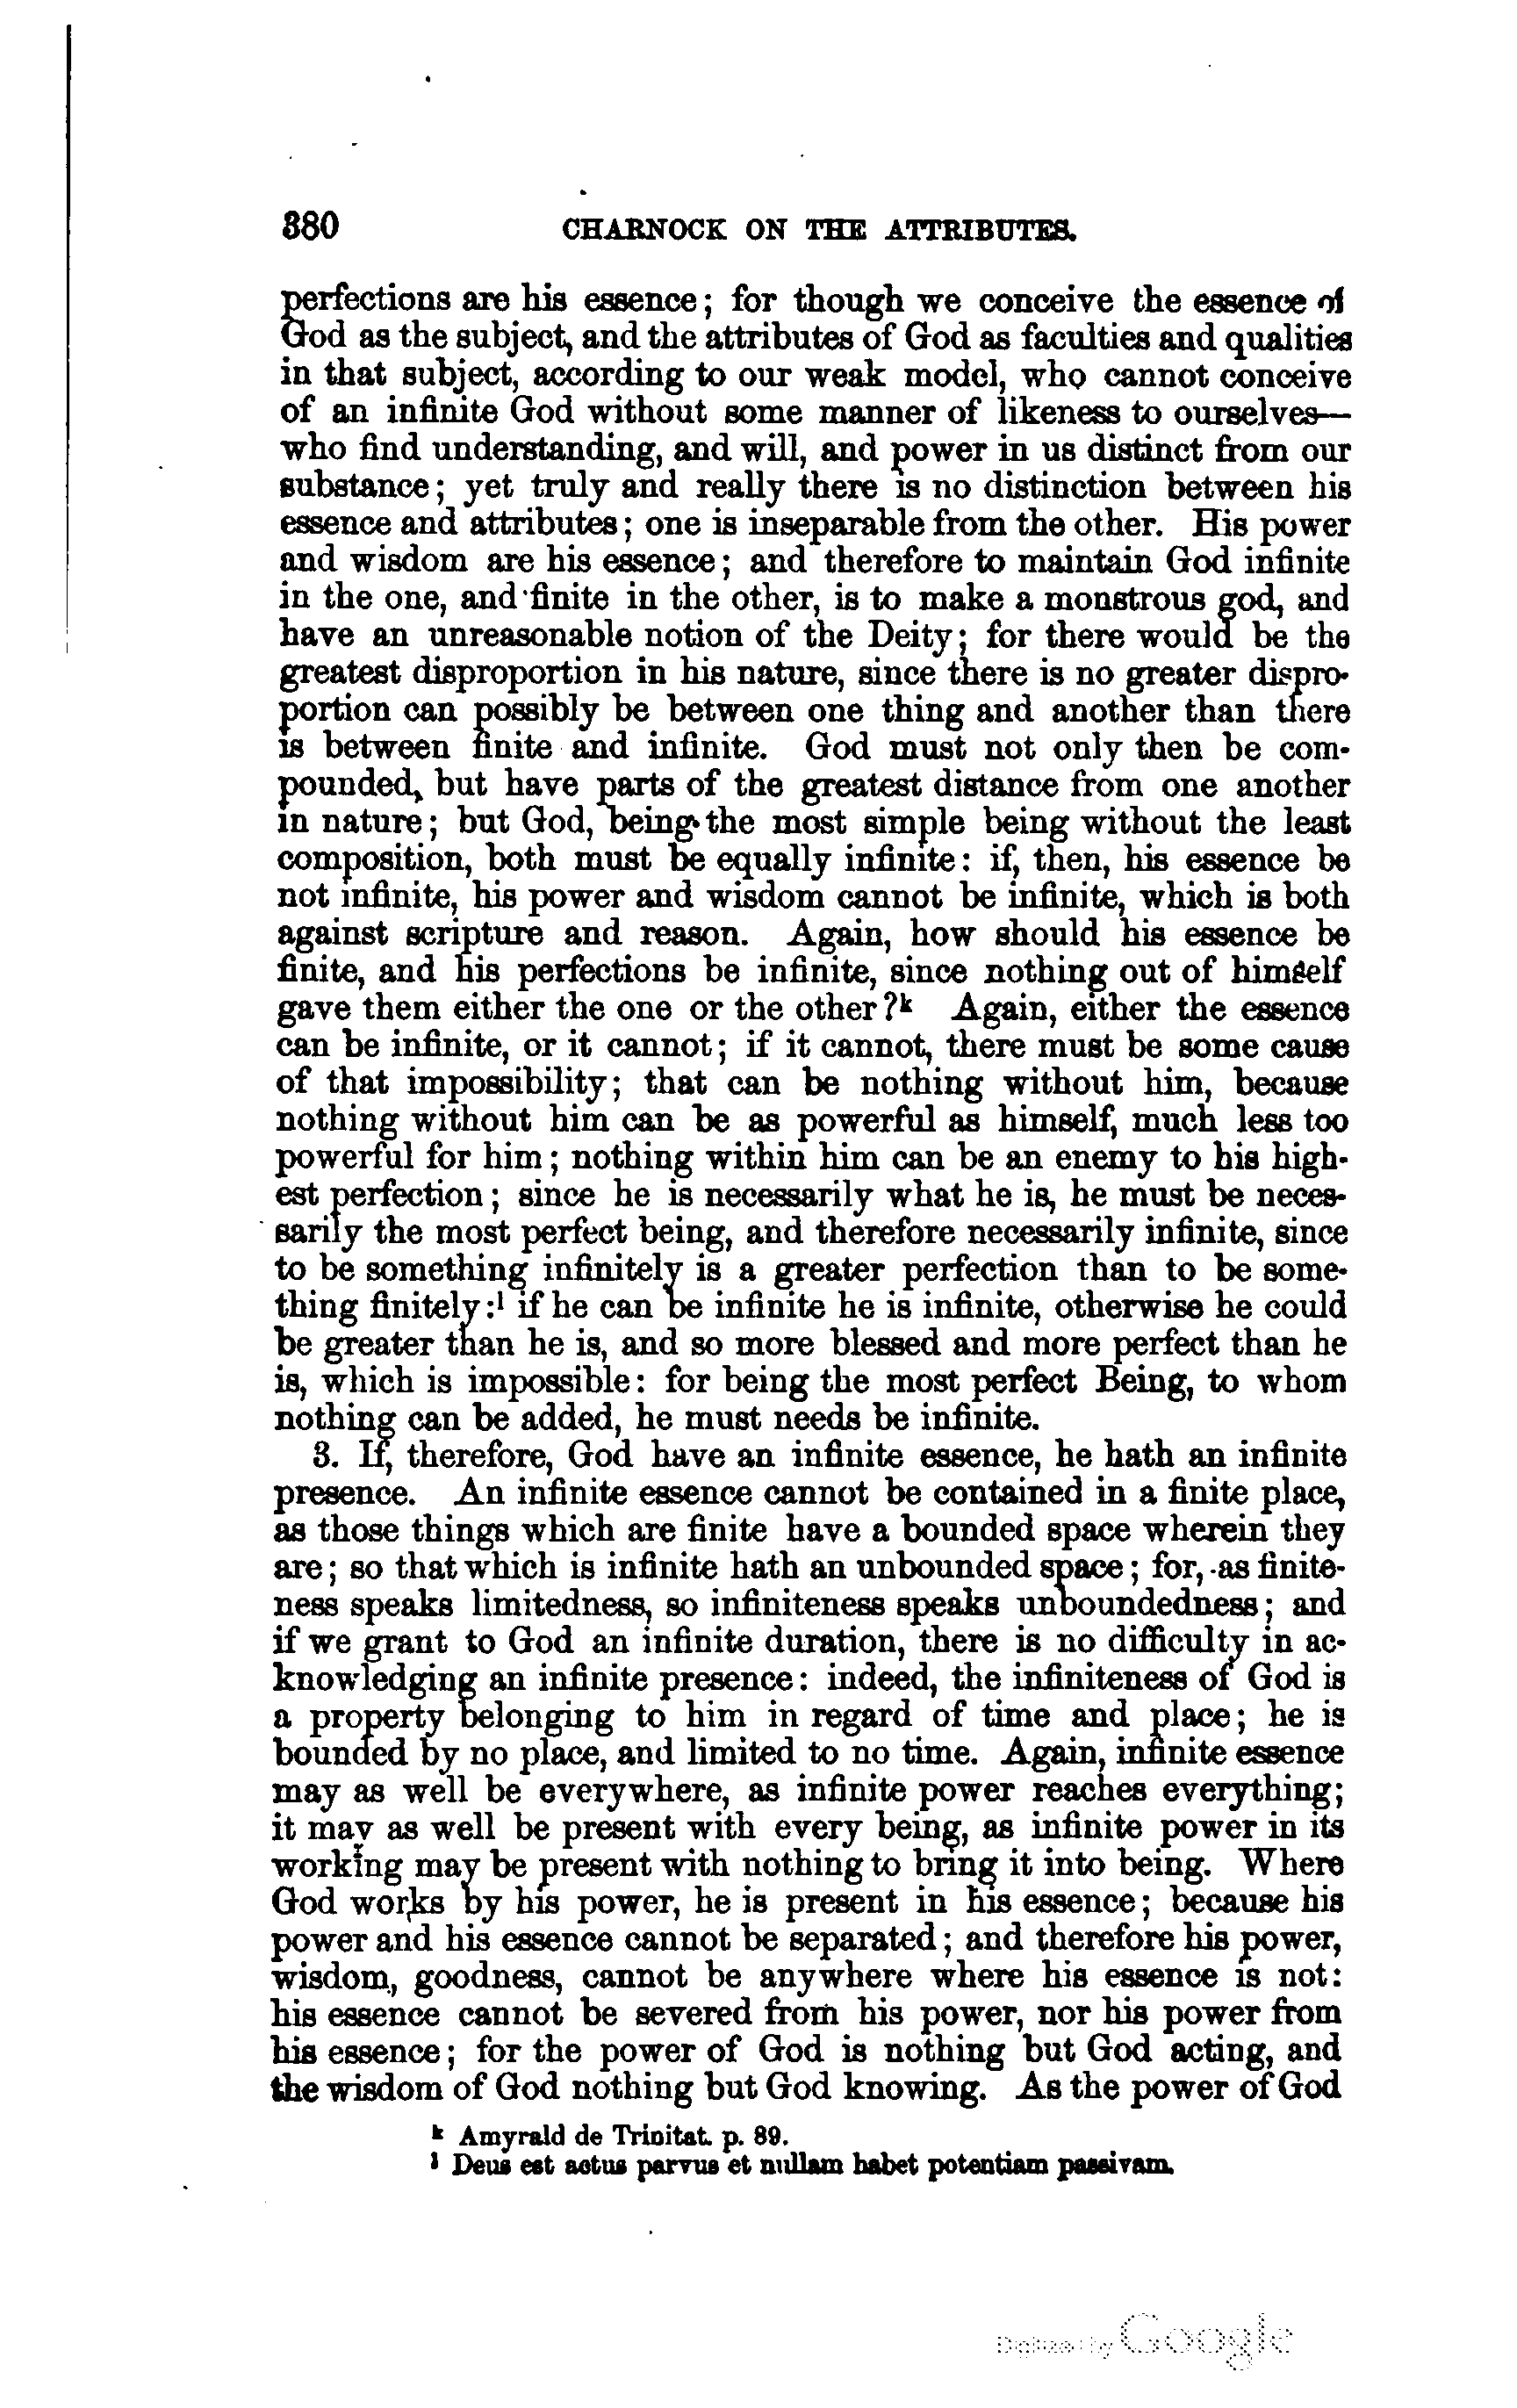 380 CHARNOCK ON THE ATTRIBUTES.
perfections are his essence; for though we conceive the essence of
God as the subject, and the attributes of God as faculties and qualities
in that subject, according to our weak model, who cannot conceive
of an infinite God without some manner of likeness to ourselves—
who find understanding, and will, and power in us distinct from our
substance; yet truly and really there is no distinction between his
essence and attributes; one is inseparable from the other. His power
and wisdom are his essence; and therefore to maintain God infinite
in the one, and finite in the other, is to make a monstrous god, and
have an unreasonable notion of the Deity; for there would be the
greatest disproportion in his nature, since there is no greater dispro-
portion can possibly be between one thing and another than there
is between finite and infinite. God must not only then be com-
pounded, but have parts of the greatest distance from one another
in nature; but God, being the most simple being without the least
composition, both must be equally infinite: if, then, his essence be
not infinite, his power and wisdom cannot be infinite, which is both
against scripture and reason. Again, how should his essence be
finite, and his perfections be infinite, since nothing out of himself
gave them either the one or the other?k Again, either the essence
can be infinite, or it cannot; if it cannot, there must be some cause
of that impossibility; that can be nothing without him, because
nothing without him can be as powerful as himself, much less too
powerful for him; nothing within him can be an enemy to his high-
est perfection; since he is necessarily what he is, he must be neces-
sarily the most perfect being, and therefore necessarily infinite, since
to be something infinitely is a greater perfection than to be some-
thing finitely:l if he can be infinite he is infinite, otherwise he could
be greater than he is, and so more blessed and more perfect than he
is, which is impossible: for being the most perfect Being, to whom
nothing can be added, he must needs be infinite.
3. If, therefore, God have an infinite essence, he hath an infinite
presence. An infinite essence cannot be contained in a finite place,
as those things which are finite have a bounded space wherein they
are; so that which is infinite hath an unbounded space; for, as finite-
ness speaks limitedness, so infiniteness speaks unboundedness; and
if we grant to God an infinite duration, there is no difficulty in ac-
knowledging an infinite presence: indeed, the infiniteness of God is
a property belonging to him in regard of time and place; he is
bounded by no place, and limited to no time. Again, infinite essence
may as well be everywhere, as infinite power reaches everything;
it may as well be present with every being, as infinite power in its
working may be present with nothing to bring it into being. Where
God works by his power, he is present in his essence; because his
power and his essence cannot be separated; and therefore his power,
wisdom, goodness, cannot be anywhere where his essence is not:
his essence cannot be severed from his power, nor his power from
his essence; for the power of God is nothing but God acting, and
the wisdom of God nothing but God knowing. As the power of God
k Amyrald de Trinitat. p. 89.
l Deus est actus parvus et nullam habet potentiam passivam.
Digitized by Google